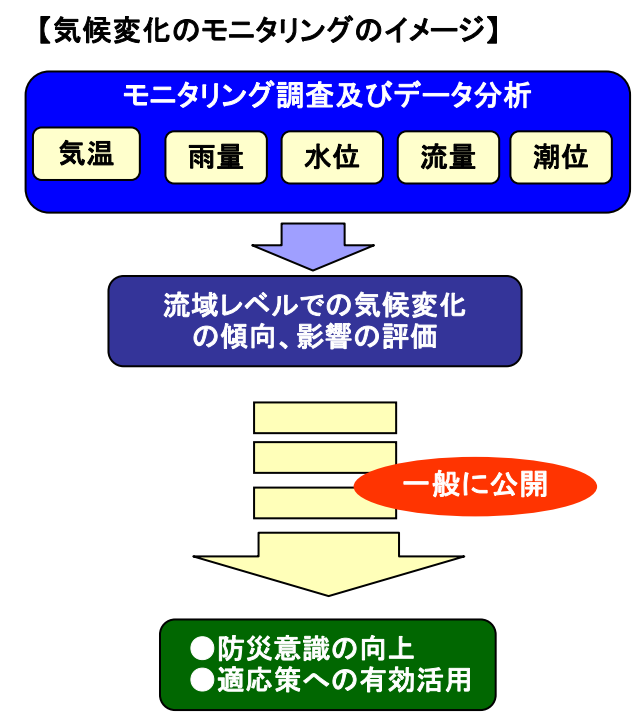 【気候変化のモニタリングのイメージ】
モニタリング調査及びデータ分析
気温
雨量
水位
流量
潮位
流域レベルでの気候変化
の傾向、影響の評価
一般に公開
●防災意識の向上
●適応策への有効活用